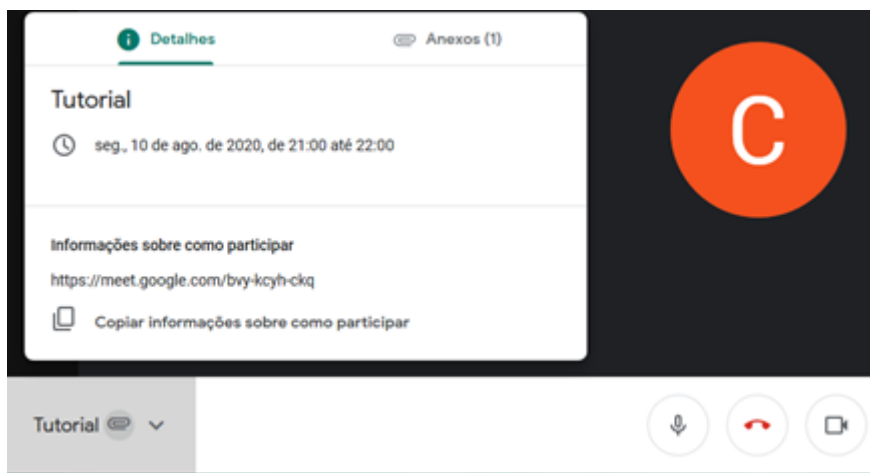 Detalhes
Anexos (1)
Tutorial
seg., 10 de ago. de 2020, de 21:00 até 22:00
C
Informações sobre como participar
https://meet.google.com/bvy-kcyh-ckq
Copiar informações sobre como participar
Tutorial